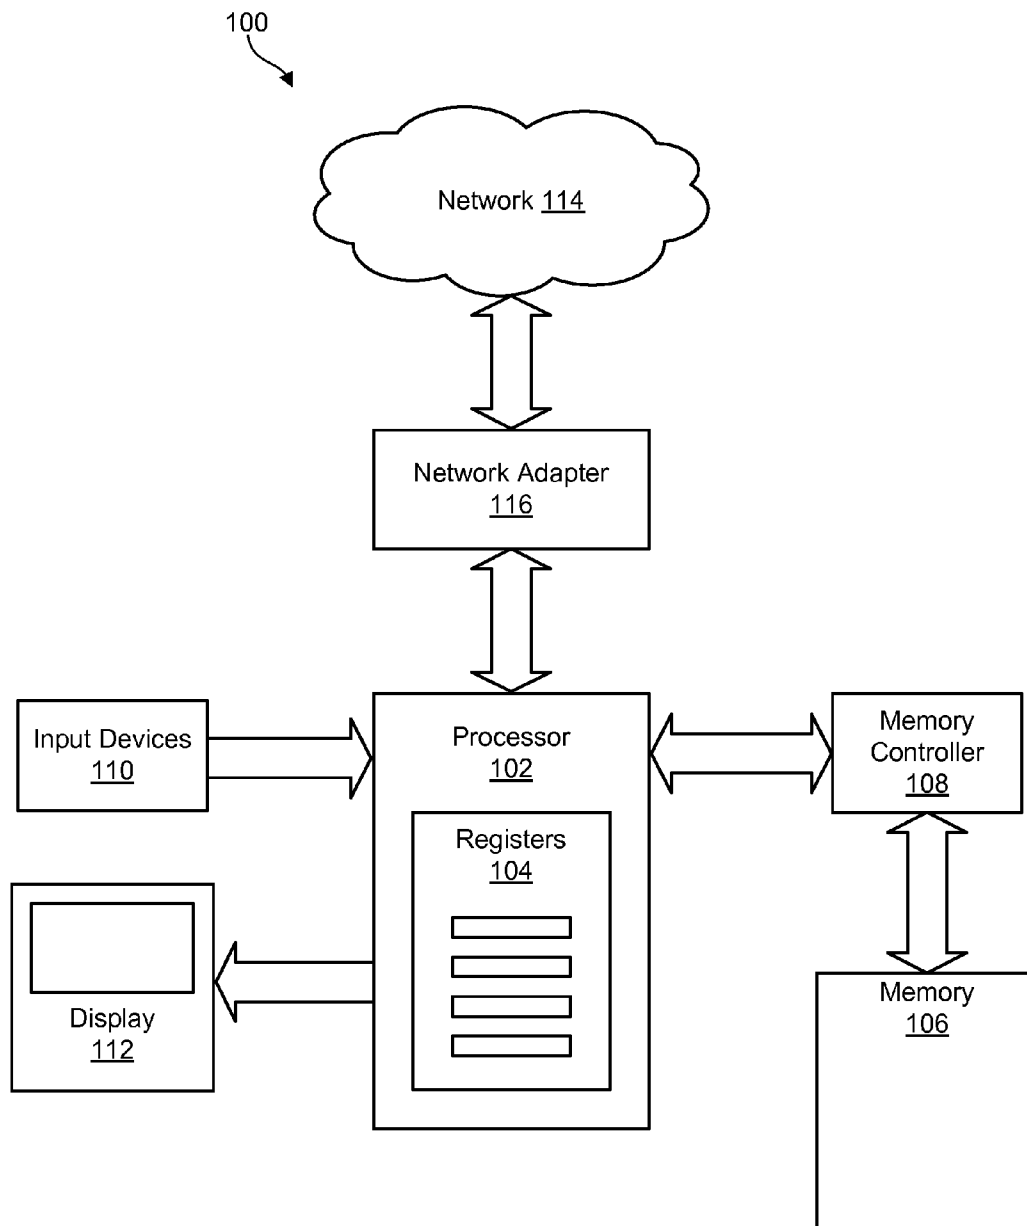 100
Network 114
Network Adapter
116
Input Devices
110
Processor
102
Memory
Controller
108
Registers
104
Display
112
Memory
106